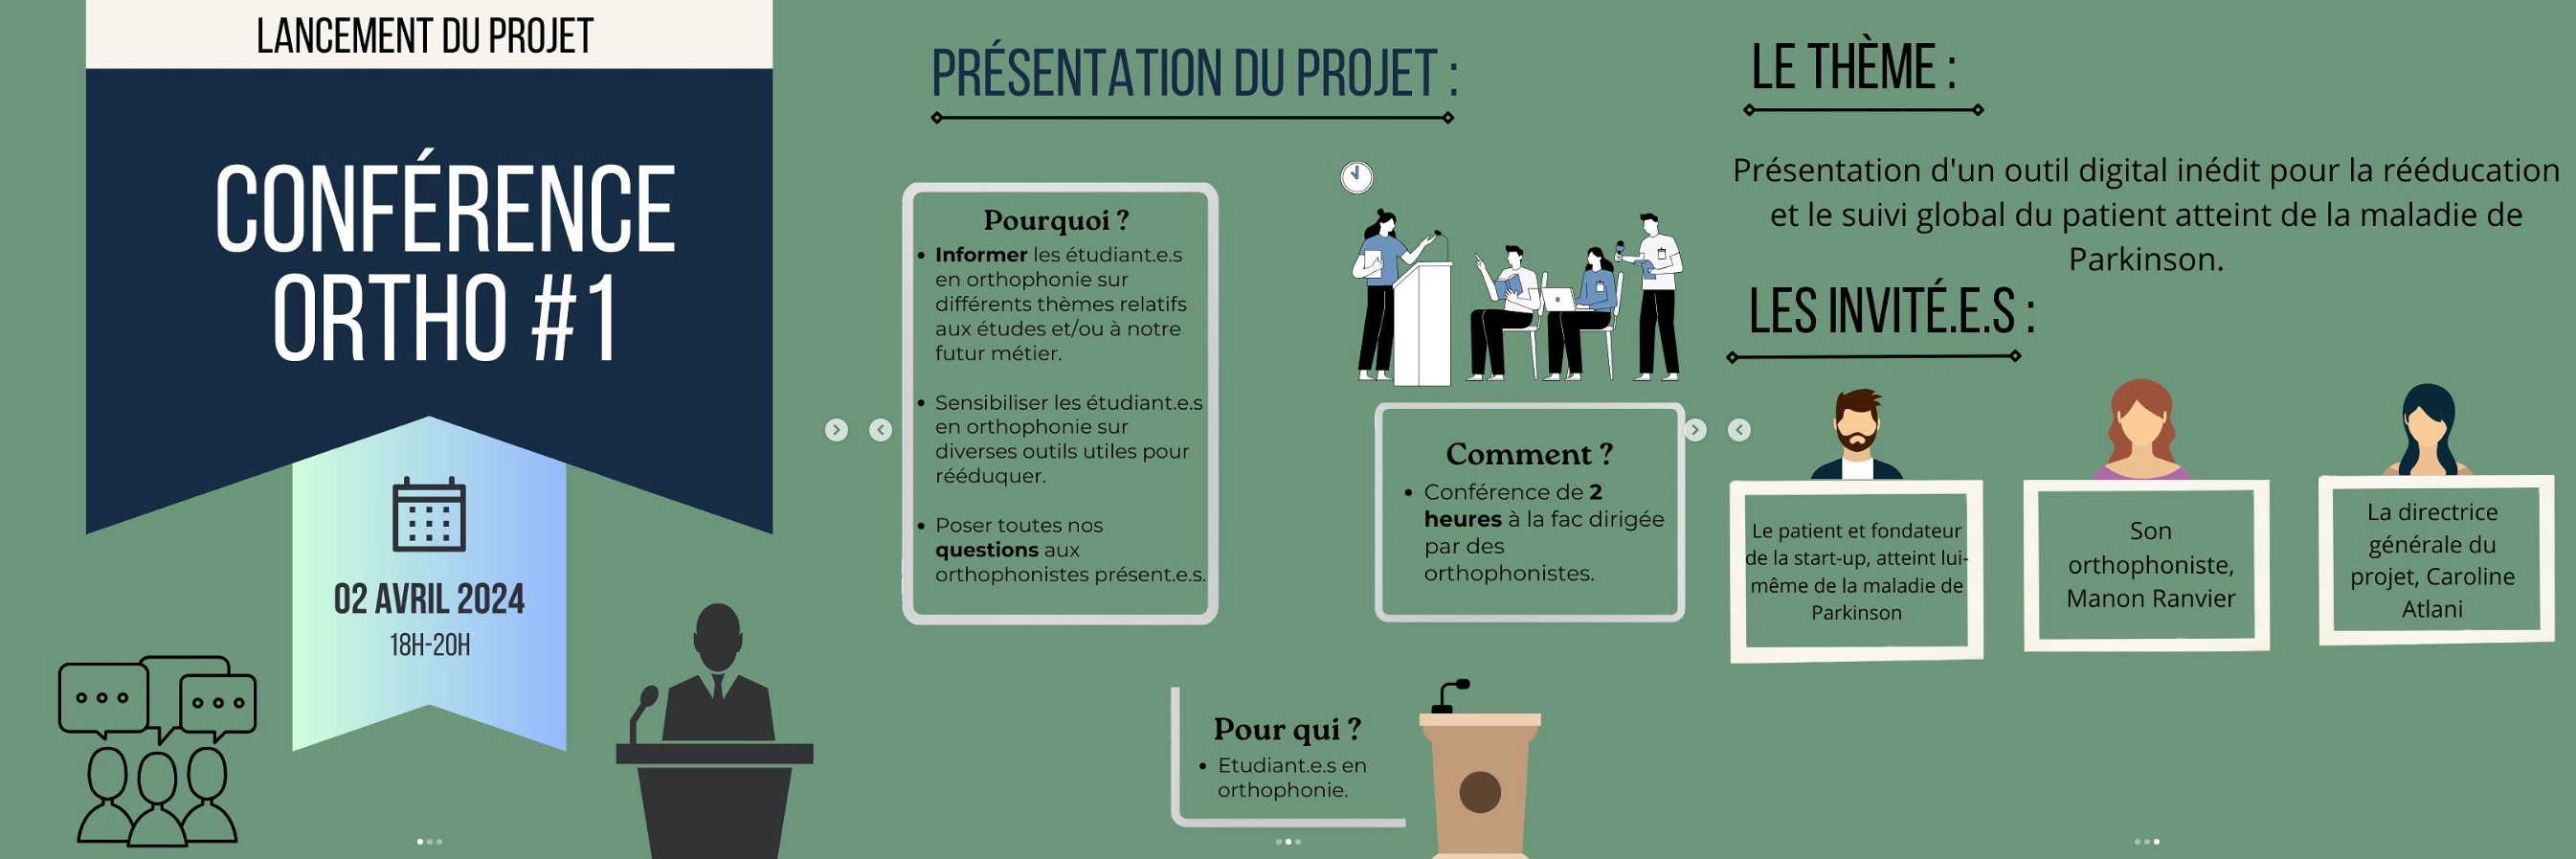 LANCEMENT DU PROJET
CONFÉRENCE
ORTHO #1
02 AVRIL 2024
18H-20H
PRÉSENTATION DU PROJET :
Pourquoi ?
• Informer les étudiant.e.s
en orthophonie sur
différents thèmes relatifs
aux études et/ou à notre
futur métier.
• Sensibiliser les étudiant.e.s
en orthophonie sur
diverses outils utiles pour
rééduquer.
• Poser toutes nos
questions aux
orthophonistes présent.e.s.
Comment ?
• Conférence de 2
heures à la fac dirigée
par des
orthophonistes.
Pour qui ?
• Etudiant.e.s en
orthophonie.
LE THÈME :
Présentation d'un outil digital inédit pour la rééducation
et le suivi global du patient atteint de la maladie de
Parkinson.
LES INVITÉ.E.S :
Le patient et fondateur
de la start-up, atteint lui-
même de la maladie de
Parkinson
Son
orthophoniste,
Manon Ranvier
La directrice
générale du
projet, Caroline
Atlani